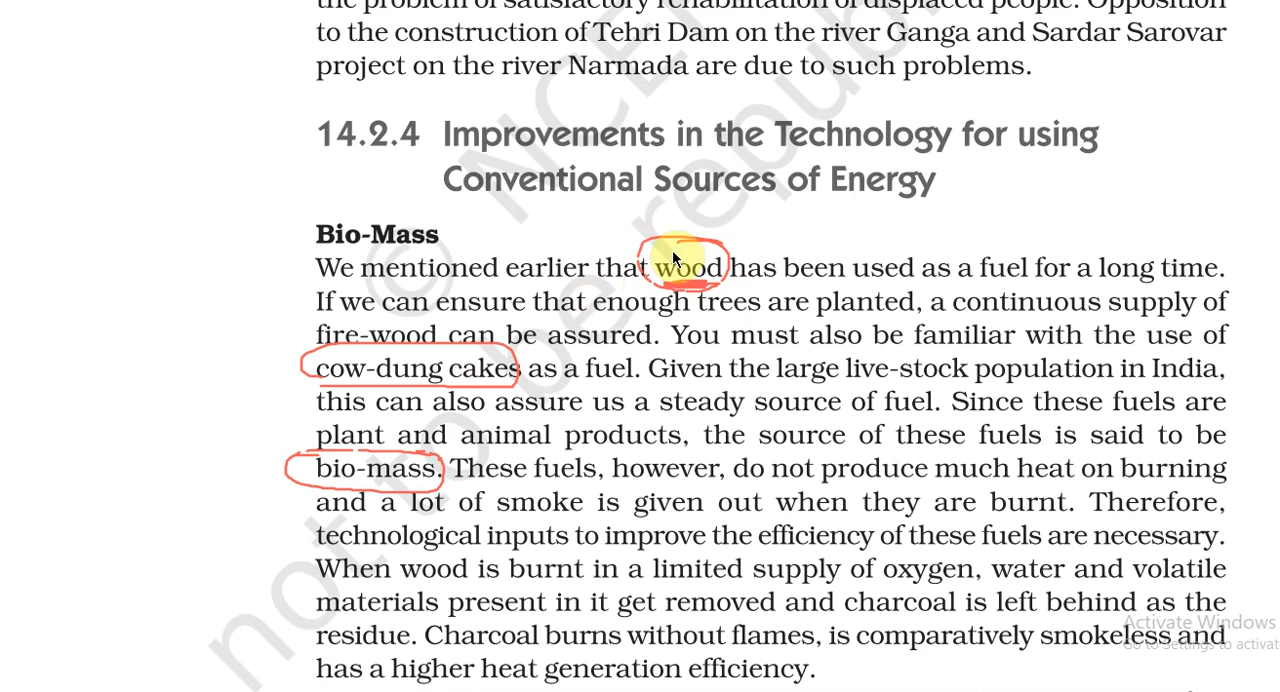 to the construction of Tehri Dam on the river Ganga and Sardar Sarovar
project on the river Narmada are due to such problems.
14.2.4 Improvements in the Technology for using
Conventional Sources of Energy
Bio-Mass
We mentioned earlier that wood has been used as a fuel for a long time.
If we can ensure that enough trees are planted, a continuous supply of
fire-wood can be assured. You must also be familiar with the use of
cow-dung cakes as a fuel. Given the large live-stock population in India,
this can also assure us a steady source of fuel. Since these fuels are
plant and animal products, the source of these fuels is said to be
bio-mass. These fuels, however, do not produce much heat on burning
and a lot of smoke is given out when they are burnt. Therefore,
technological inputs to improve the efficiency of these fuels are necessary.
When wood is burnt in a limited supply of oxygen, water and volatile
materials present in it get removed and charcoal is left behind as the
residue. Charcoal burns without flames, is comparatively smokeless and
has a higher heat generation efficiency.
Activate Windows
Go to Settings to activat
not to be republ
© NCE